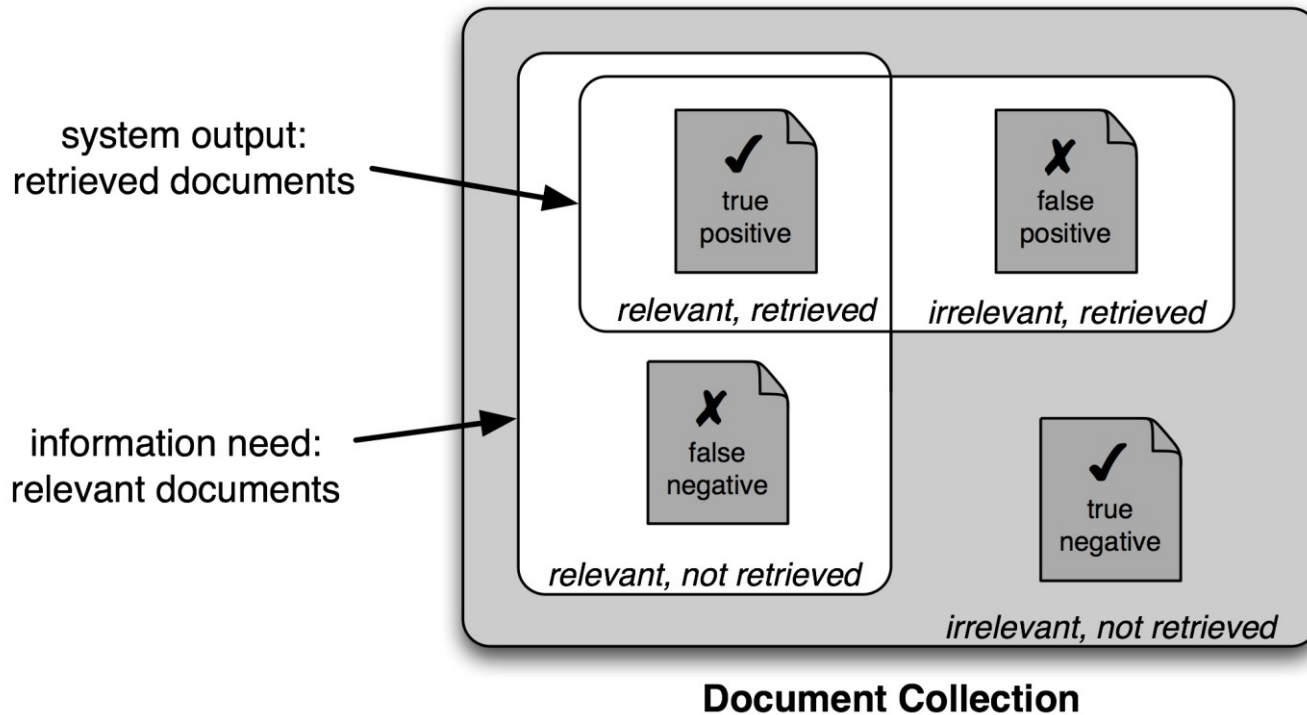 system output:
retrieved documents
✓
true
positive
✗
false
positive
relevant, retrieved
irrelevant, retrieved
information need:
relevant documents
✗
false
negative
✓
true
negative
relevant, not retrieved
irrelevant, not retrieved
Document Collection